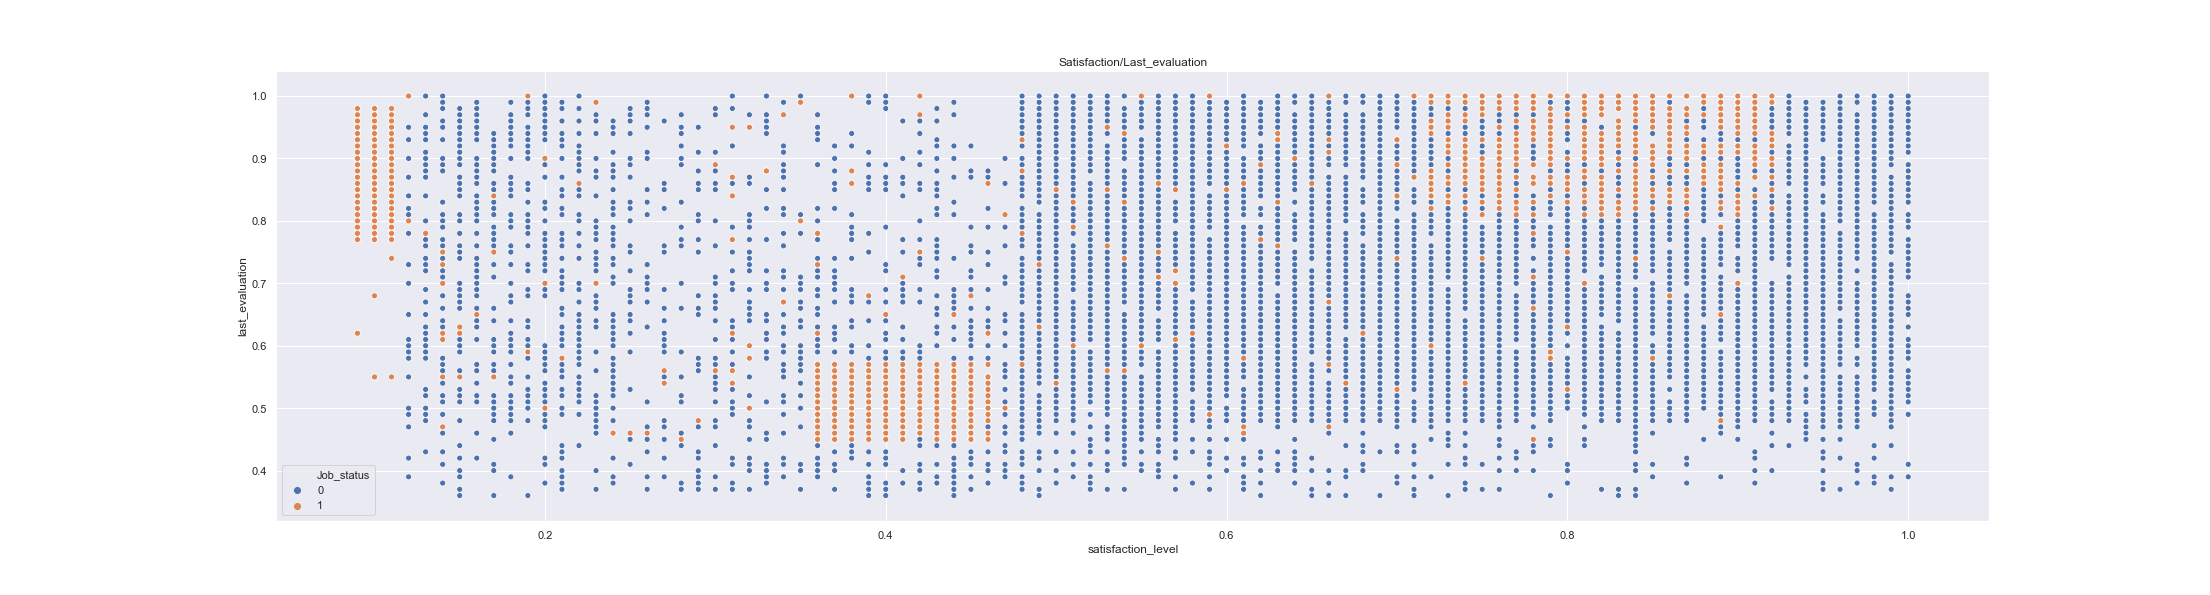 Satisfaction/Last_evaluation
1.0
0.9
0.8
0.7
0.6
0.5
0.4
last_evaluation
Job_status
0
1
0.2 0.4 0.6 0.8 1.0
satisfaction_level